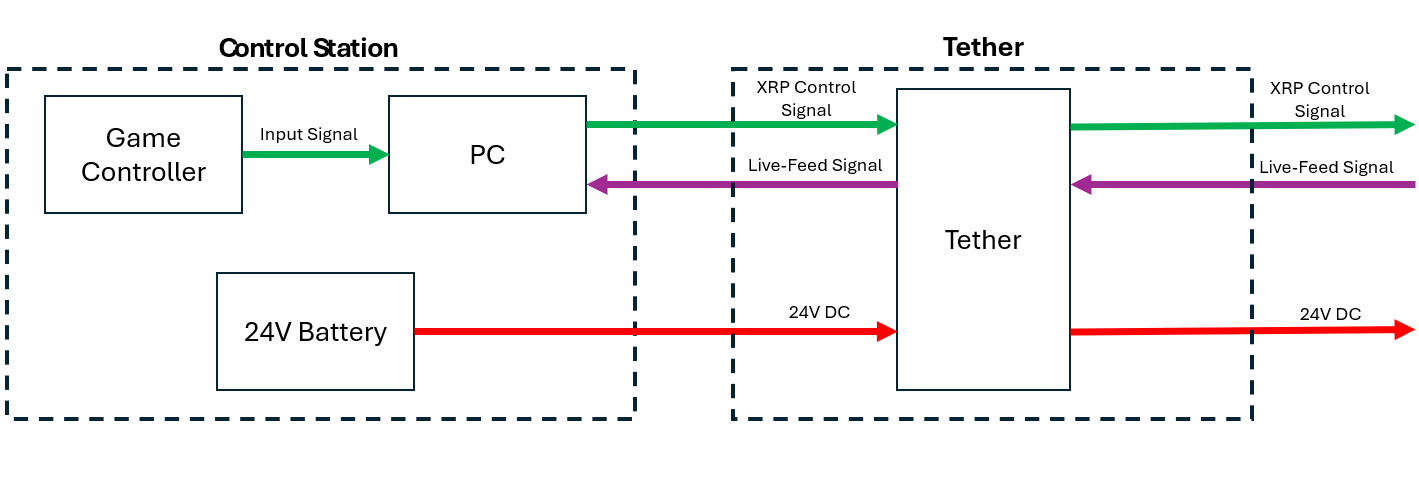 Control Station
Tether
Game
Controller
Input Signal
PC
24V Battery
XRP Control
Signal
Live-Feed Signal
24V DC
Tether
XRP Control
Signal
Live-Feed Signal
24V DC